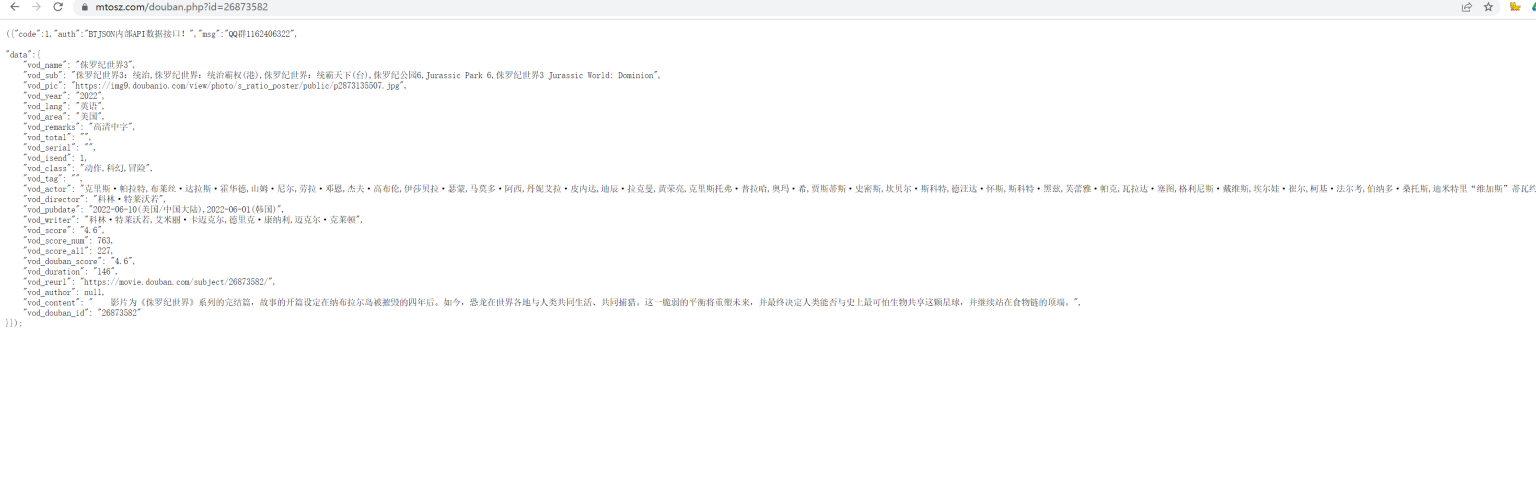 mtosz.com/douban.php?id=26873582
({"code":1,"auth":"BTJSON内部API数据接口！","msg":"QQ群1162406322",
"data":{
"vod_name": "侏罗纪世界3",
"vod_sub": "侏罗纪世界3：统治,侏罗纪世界：统治霸权(港),侏罗纪世界：统霸天下(台),侏罗纪公园6,Jurassic Park 6,侏罗纪世界3 Jurassic World: Dominion",
"vod_pic": "https://img9.doubanio.com/view/photo/s_ratio_poster/public/p2873135507.jpg",
"vod_year": "2022",
"vod_lang": "英语",
"vod_area": "美国",
"vod_remarks": "高清中字",
"vod_total": "",
"vod_serial": "",
"vod_isend": 1,
"vod_class": "动作,科幻,冒险",
"vod_tag": "",
"vod_actor": "克里斯·帕拉特,布莱丝·达拉斯·霍华德,山姆·尼尔,劳拉·邓恩,杰夫·高布伦,伊莎贝拉·瑟蒙,马莫多·阿西,丹妮艾拉·皮内达,迪辰·拉克曼,黄荣亮,克里斯托弗·普拉哈,奥玛·希,贾斯蒂斯·史密斯,坎贝尔·斯科特,德汪达·怀斯,斯科特·黑兹,芙蕾雅·帕克,瓦拉达·塞图,格利尼斯·戴维斯,埃尔娃·崔尔,柯基·法尔考,伯纳多·桑托斯,迪米特里“维加斯”蒂瓦约
"vod_director": "科林·特莱沃若",
"vod_pubdate": "2022-06-10(美国/中国大陆),2022-06-01(韩国)",
"vod_writer": "科林·特莱沃若,艾米丽·卡迈克尔,德里克·康纳利,迈克尔·克莱顿",
"vod_score": "4.6",
"vod_score_num": 763,
"vod_score_all": 227,
"vod_douban_score": "4.6",
"vod_duration": "146",
"vod_reurl": "https://movie.douban.com/subject/26873582/",
"vod_author": null,
"vod_content": "　　影片为《侏罗纪世界》系列的完结篇，故事的开篇设定在纳布拉尔岛被摧毁的四年后。如今，恐龙在世界各地与人类共同生活、共同捕猎。这一脆弱的平衡将重塑未来，并最终决定人类能否与史上最可怕生物共享这颗星球，并继续站在食物链的顶端。",
"vod_douban_id": "26873582"
}});